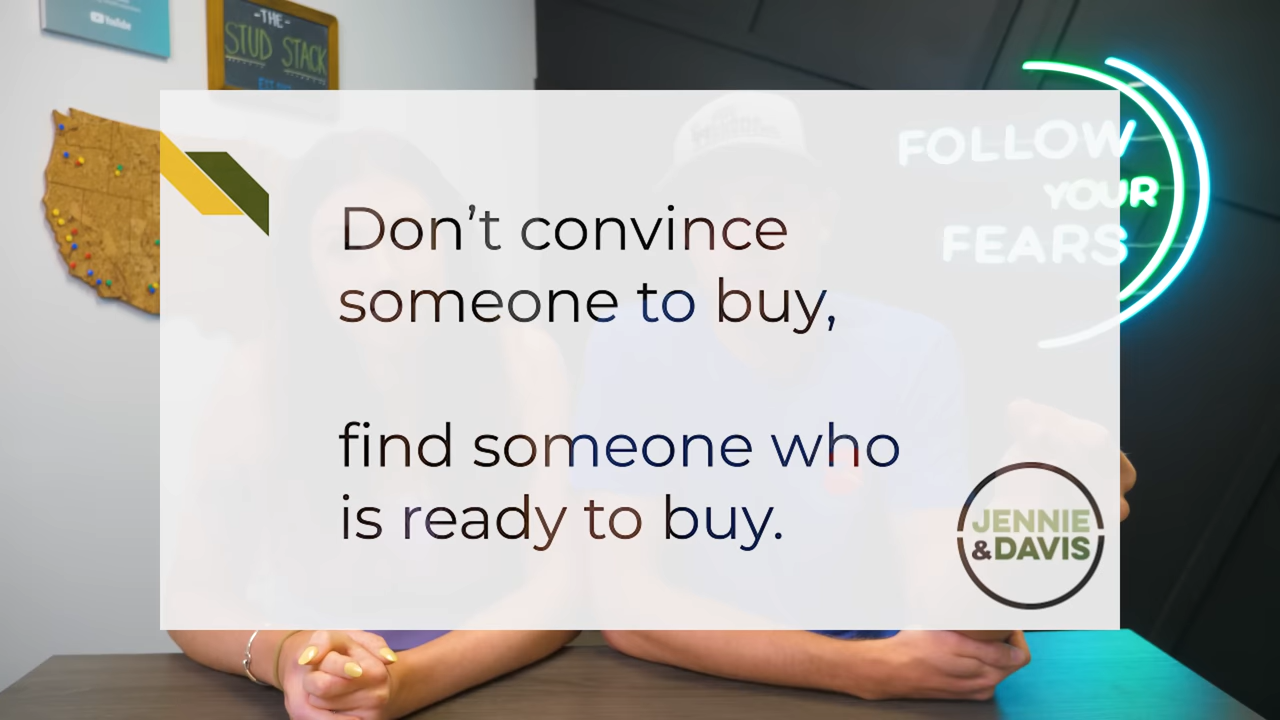 YouTube
-THE-
STUD STACK
FOLLOW
YOUR
FEARS
Don’t convince
someone to buy,
find someone who
is ready to buy.
JENNIE
&DAVIS